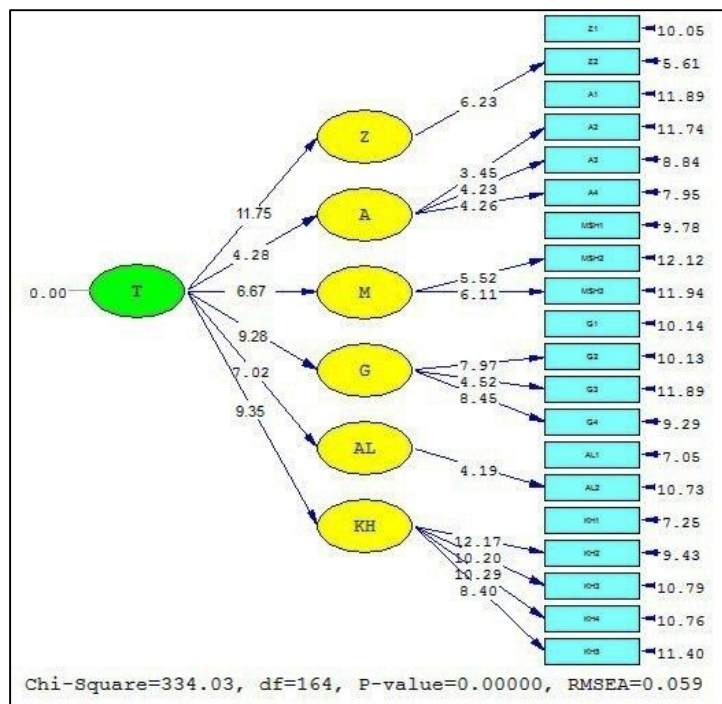 Z1 10.05
Z2 5.61
6.23
A1 11.89
Z
A2 11.74
3.45
A3 8.84
4.23
A4 7.95
4.26
11.75
A
MSH1 9.78
4.28
MSH2 12.12
5.52
0.00 T 6.67 M
MSH3 11.94
6.11
G1 10.14
9.28
G2 10.13
7.97
7.02
G
G3 11.89
4.52
9.35
G4 9.29
8.45
AL
AL1 7.05
4.19
AL2 10.73
KH
KH1 7.25
12.17
KH2 9.43
10.20
KH3 10.79
10.29
KH4 10.76
8.40
KH5 11.40
Chi-Square=334.03, df=164, P-value=0.00000, RMSEA=0.059